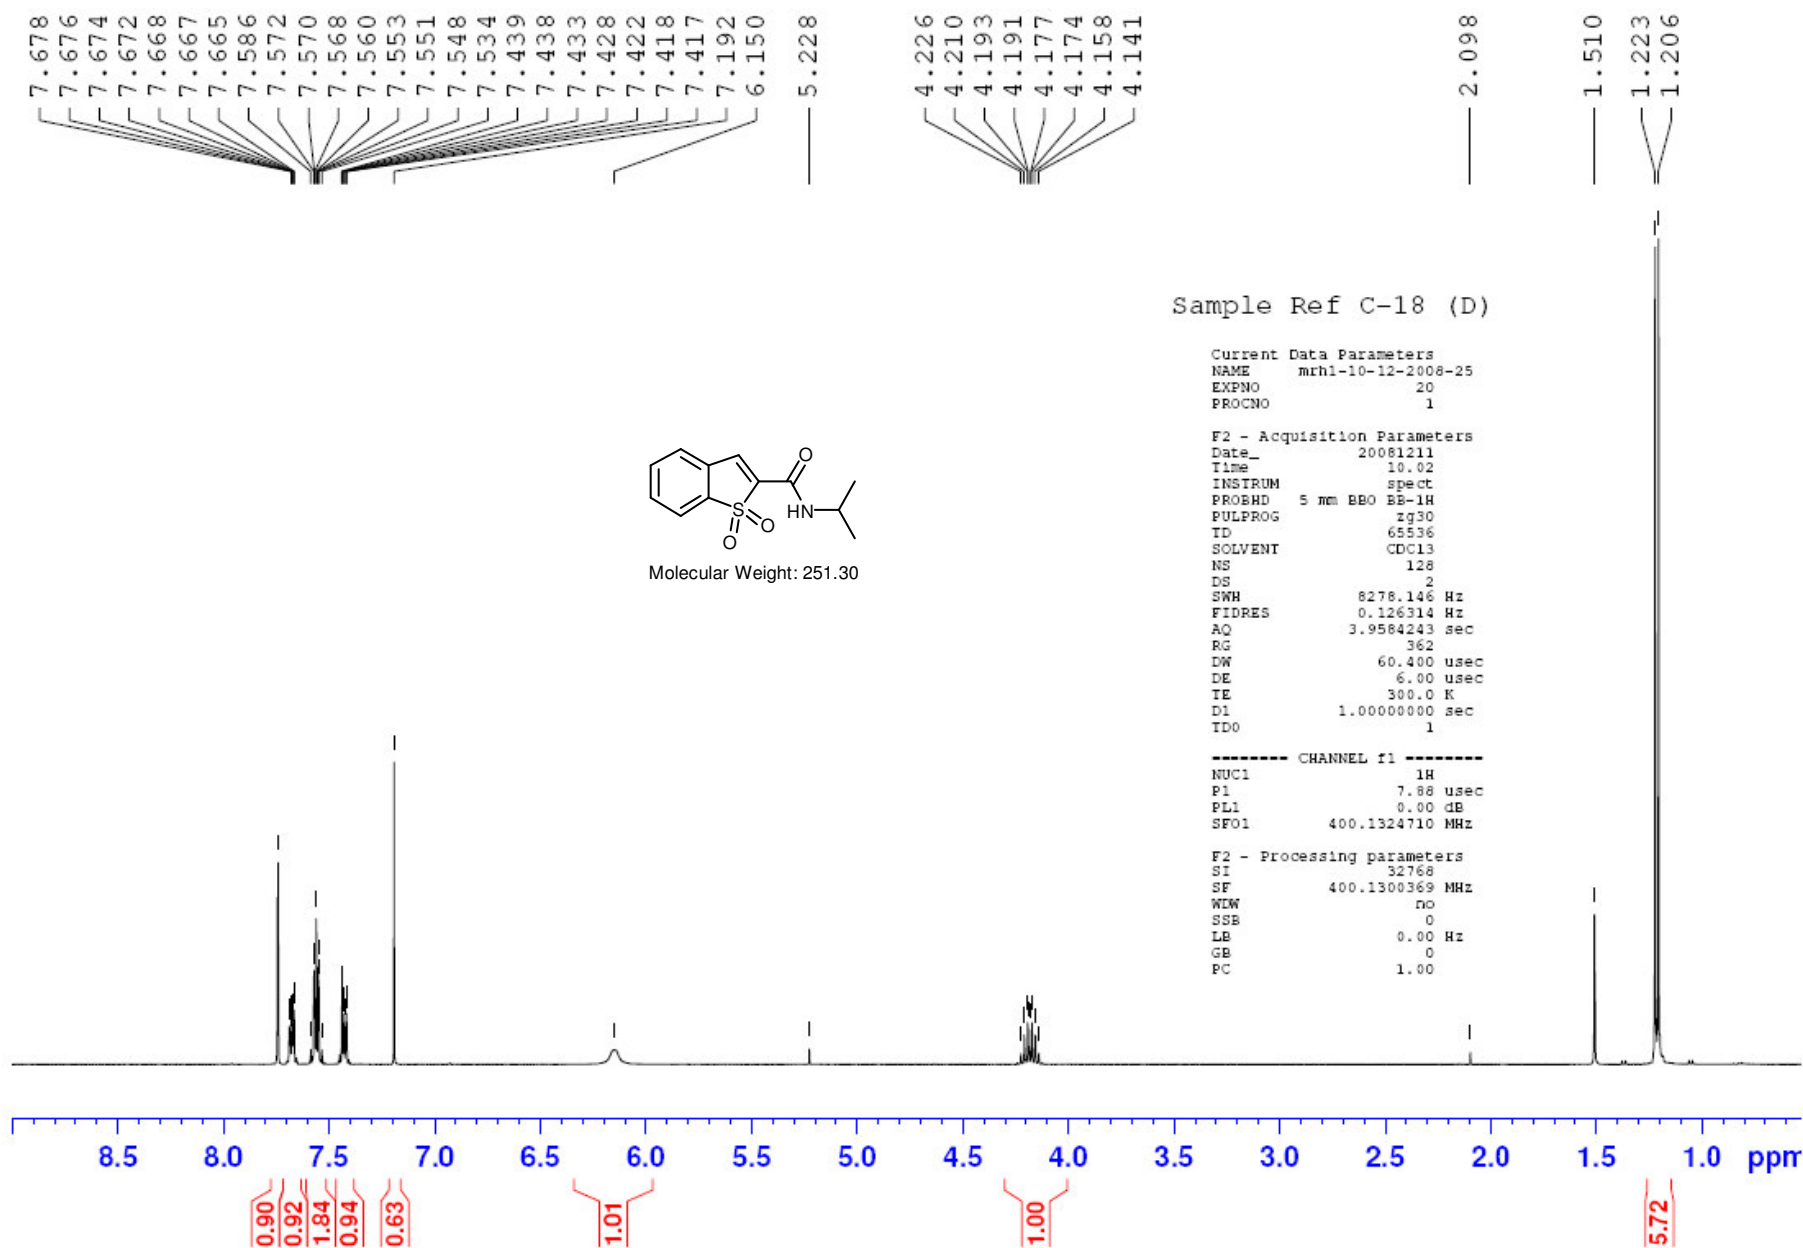 7.678 7.676 7.674 7.672 7.668 7.667 7.665 7.586 7.572 7.570 7.568 7.560 7.553 7.551 7.548 7.534 7.439 7.438 7.433 7.428 7.422 7.418 7.417 7.192 6.150 5.228 4.226 4.210 4.193 4.191 4.177 4.174 4.158 4.141 2.098 1.510 1.223 1.206
Sample Ref C-18 (D)
Current Data Parameters
NAME mrh1-10-12-2008-25
EXPNO 20
PROCNO 1
F2 - Acquisition Parameters
Date_ 20081211
Time 10.02
INSTRUM spect
PROBHD 5 mm BBO BB-1H
PULPROG zg30
TD 65536
SOLVENT CDCl3
NS 128
DS 2
SWH 8278.146 Hz
FIDRES 0.126314 Hz
AQ 3.9584243 sec
RG 362
DW 60.400 usec
DE 6.00 usec
TE 300.0 K
D1 1.00000000 sec
TD0 1
======== CHANNEL f1 ========
NUC1 1H
P1 7.88 usec
PL1 0.00 dB
SFO1 400.1324710 MHz
F2 - Processing parameters
SI 32768
SF 400.1300369 MHz
WDW no
SSB 0
LB 0.00 Hz
GB 0
PC 1.00
O
HN
S
O
O
Molecular Weight: 251.30
8.5 8.0 7.5 7.0 6.5 6.0 5.5 5.0 4.5 4.0 3.5 3.0 2.5 2.0 1.5 1.0 ppm
0.90 0.92 1.84 0.94 0.63 1.01 1.00 5.72